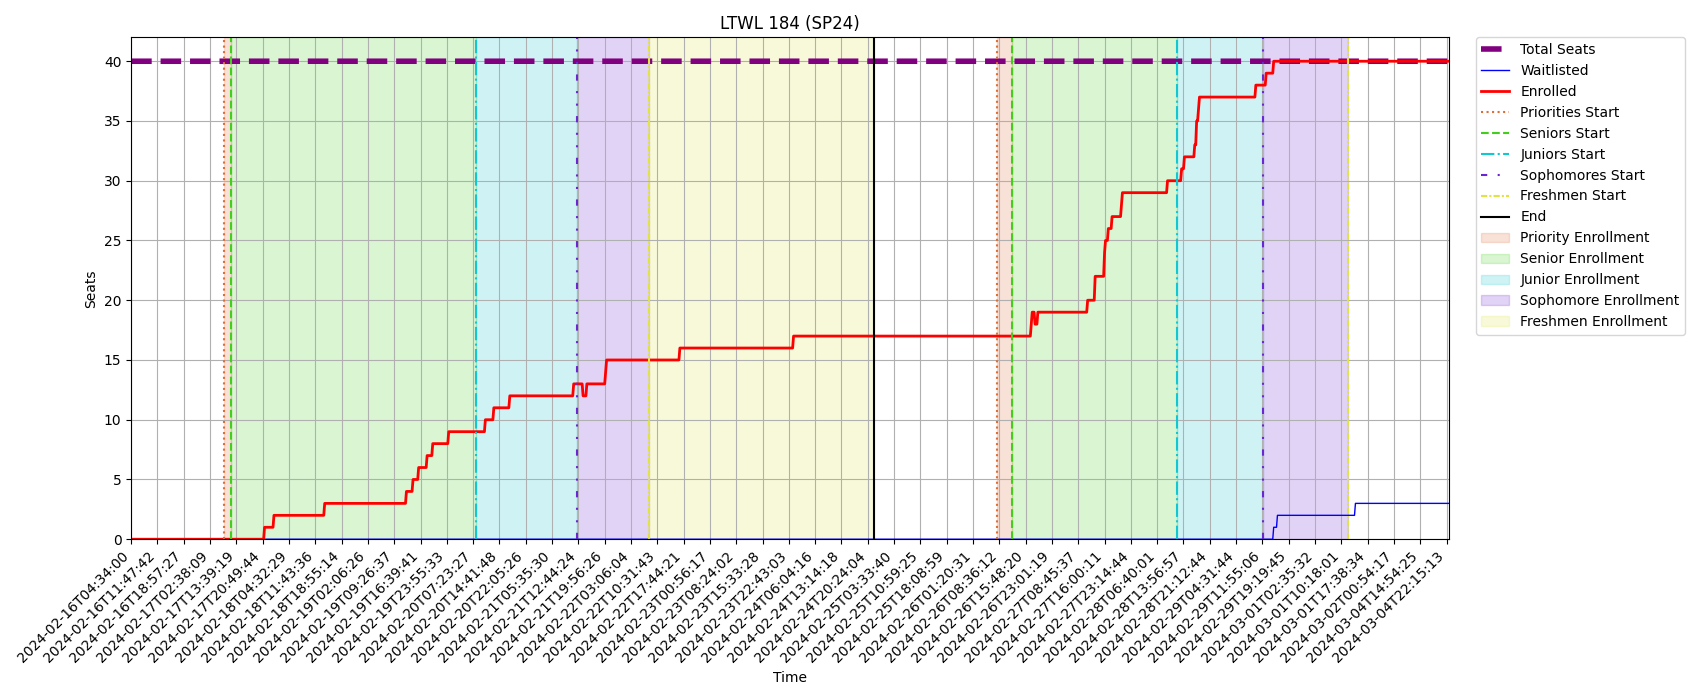 LTWL 184 (SP24)
Seats
40
35
30
25
20
15
10
5
0
2024-02-16T04:34:00
2024-02-16T11:47:42
2024-02-16T18:57:27
2024-02-17T02:38:09
2024-02-17T13:39:19
2024-02-17T20:49:44
2024-02-18T04:32:29
2024-02-18T11:43:36
2024-02-18T18:55:14
2024-02-19T02:06:26
2024-02-19T09:26:37
2024-02-19T16:39:41
2024-02-19T23:55:33
2024-02-20T07:23:27
2024-02-20T14:41:48
2024-02-20T22:05:26
2024-02-21T05:35:30
2024-02-21T12:44:24
2024-02-21T19:56:26
2024-02-22T03:06:04
2024-02-22T10:31:43
2024-02-22T17:44:21
2024-02-23T00:56:17
2024-02-23T08:24:02
2024-02-23T15:33:28
2024-02-23T22:43:03
2024-02-24T06:04:16
2024-02-24T13:14:18
2024-02-24T20:24:04
2024-02-25T03:33:40
2024-02-25T10:59:25
2024-02-25T18:08:59
2024-02-26T01:20:31
2024-02-26T08:36:12
2024-02-26T15:48:20
2024-02-26T23:01:19
2024-02-27T08:45:37
2024-02-27T16:00:11
2024-02-27T23:14:44
2024-02-28T06:40:01
2024-02-28T13:56:57
2024-02-28T21:12:44
2024-02-29T04:31:44
2024-02-29T11:55:06
2024-02-29T19:19:45
2024-03-01T02:35:32
2024-03-01T10:18:01
2024-03-01T17:38:34
2024-03-02T00:54:17
2024-03-04T14:54:25
2024-03-04T22:15:13
Time
Total Seats
Waitlisted
Enrolled
Priorities Start
Seniors Start
Juniors Start
Sophomores Start
Freshmen Start
End
Priority Enrollment
Senior Enrollment
Junior Enrollment
Sophomore Enrollment
Freshmen Enrollment